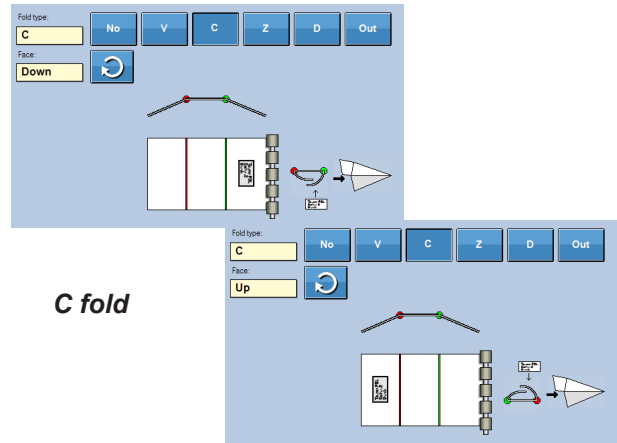 Fold type:
C
No
V
C
Z
D
Out
Face:
Down
Fold type:
C
No
V
C
Z
D
Out
Face:
Up
C fold